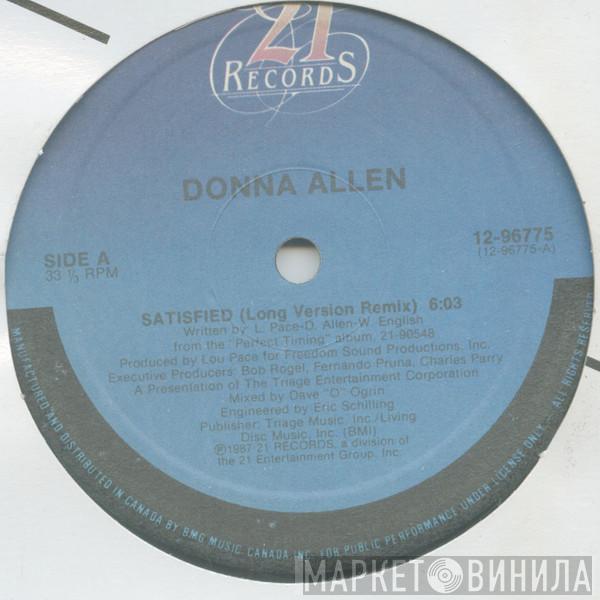 21
RECORDS
DONNA ALLEN
SIDE A
33 ⅓ RPM
12-96775
(12-96775-A)
SATISFIED (Long Version Remix) 6:03
Written by: L. Pace-D. Allen-W. English
from the "Perfect Timing" album, 21-90548
Produced by Lou Pace for Freedom Sound Productions, Inc.
Executive Producers: Bob Rogel, Fernando Pruna, Charles Parry
A Presentation of The Triage Entertainment Corporation
Mixed by Dave "O" Ogrin
Engineered by Eric Schilling
Publisher: Triage Music, Inc./Living
Disc Music, Inc. (BMI)
℗1987 21 RECORDS, a division of
the 21 Entertainment Group, Inc.
MANUFACTURED AND DISTRIBUTED IN CANADA BY BMG MUSIC CANADA INC. FOR PUBLIC PERFORMANCE UNDER LICENSE ONLY. ALL RIGHTS RESERVED
МАРКЕТ ВИНИЛА